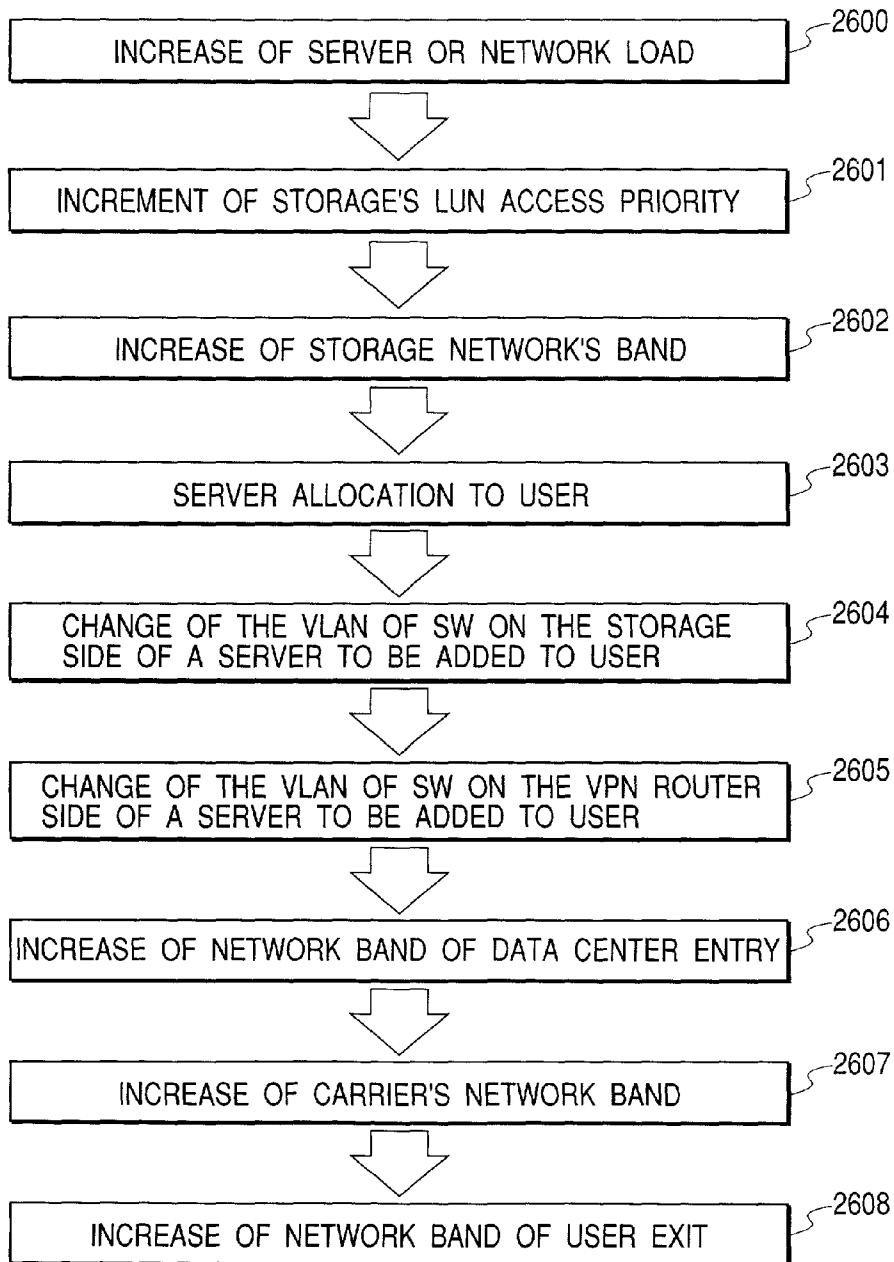 INCREASE OF SERVER OR NETWORK LOAD
2600
INCREMENT OF STORAGE'S LUN ACCESS PRIORITY
2601
INCREASE OF STORAGE NETWORK'S BAND
2602
SERVER ALLOCATION TO USER
2603
CHANGE OF THE VLAN OF SW ON THE STORAGE
SIDE OF A SERVER TO BE ADDED TO USER
2604
CHANGE OF THE VLAN OF SW ON THE VPN ROUTER
SIDE OF A SERVER TO BE ADDED TO USER
2605
INCREASE OF NETWORK BAND OF DATA CENTER ENTRY
2606
INCREASE OF CARRIER'S NETWORK BAND
2607
INCREASE OF NETWORK BAND OF USER EXIT
2608